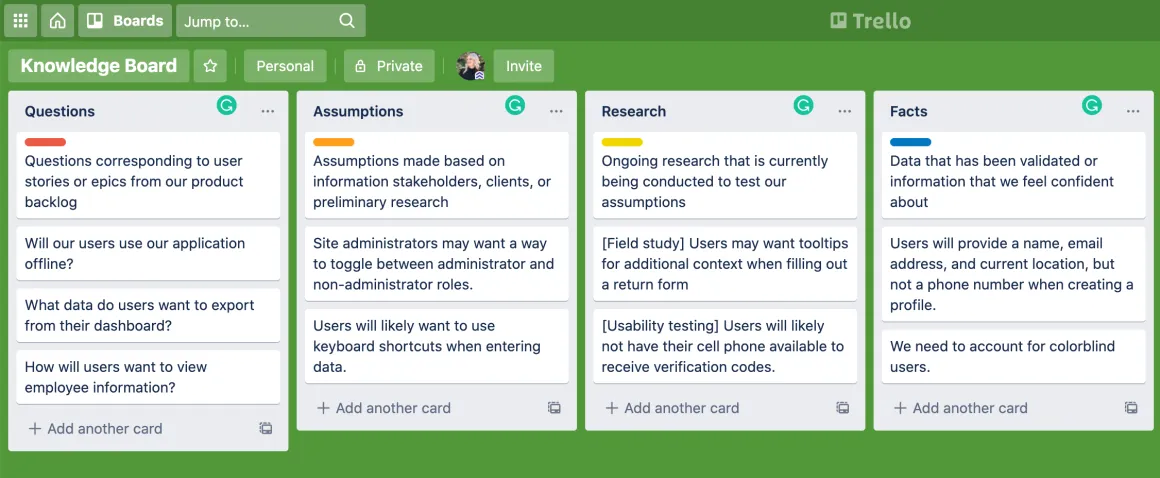 Boards
Jump to...
Trello
Knowledge Board
Personal
Private
Invite
Questions
Questions corresponding to user
stories or epics from our product
backlog
Will our users use our application
offline?
What data do users want to export
from their dashboard?
How will users want to view
employee information?
+ Add another card
Assumptions
Assumptions made based on
information stakeholders, clients, or
preliminary research
Site administrators may want a way
to toggle between administrator and
non-administrator roles.
Users will likely want to use
keyboard shortcuts when entering
data.
+ Add another card
Research
Ongoing research that is currently
being conducted to test our
assumptions
[Field study] Users may want tooltips
for additional context when filling out
a return form
[Usability testing] Users will likely
not have their cell phone available to
receive verification codes.
+ Add another card
Facts
Data that has been validated or
information that we feel confident
about
Users will provide a name, email
address, and current location, but
not a phone number when creating a
profile.
We need to account for colorblind
users.
+ Add another card